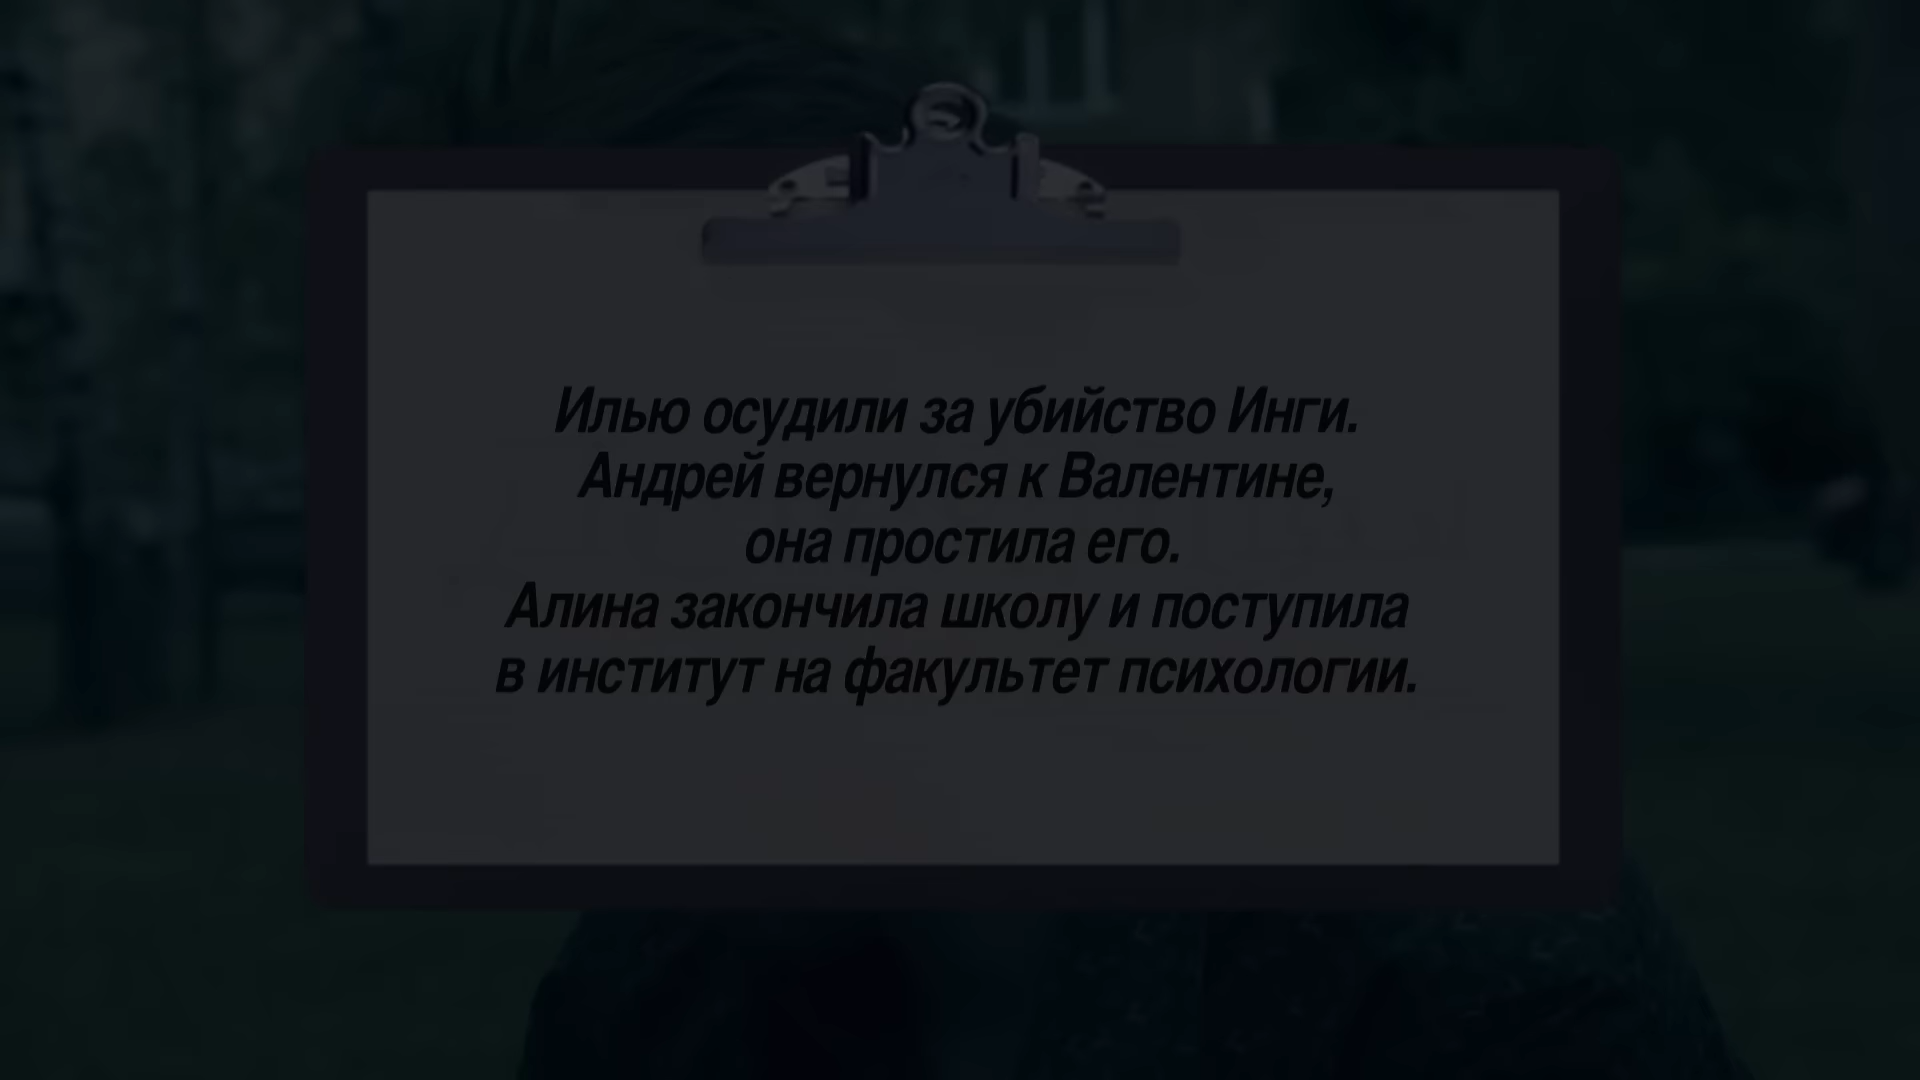 Илью осудили за убийство Инги.
Андрей вернулся к Валентине,
она простила его.
Алина закончила школу и поступила
в институт на факультет психологии.